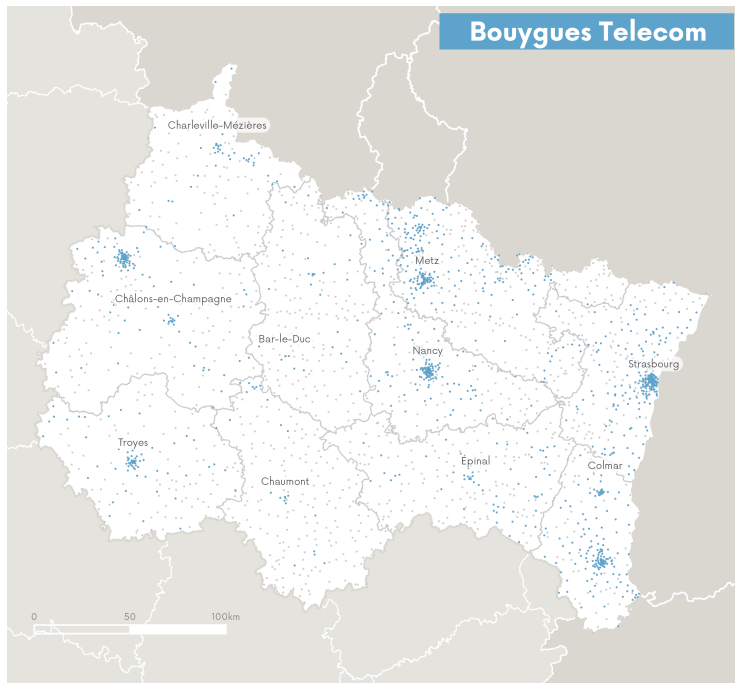 Bouygues Telecom
Charleville-Mézières
Metz
Châlons-en-Champagne
Bar-le-Duc
Nancy
Strasbourg
Troyes
Épinal
Colmar
Chaumont
0 50 100km